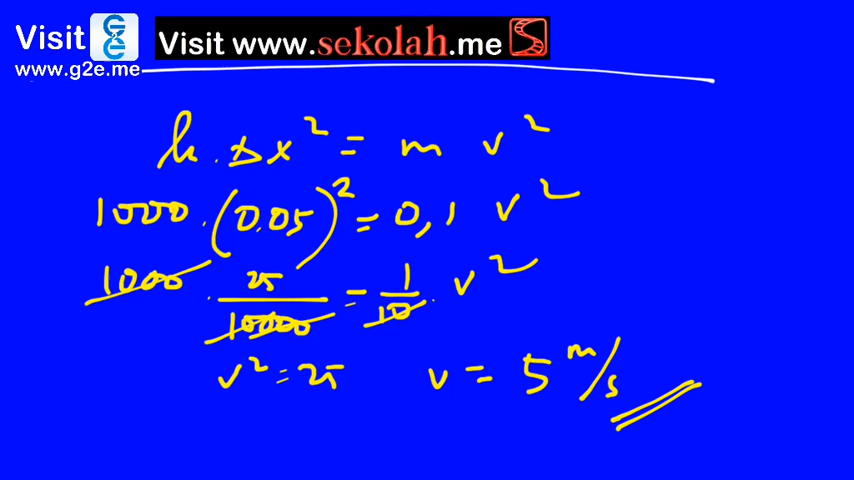 Visit g2e Visit www.sekolah.me S
www.g2e.me
k . Δx² = m v²
1000 . (0.05)² = 0,1 v²
1000 . 25/10000 = 1/10 . v²
v² = 25 v = 5 m/s